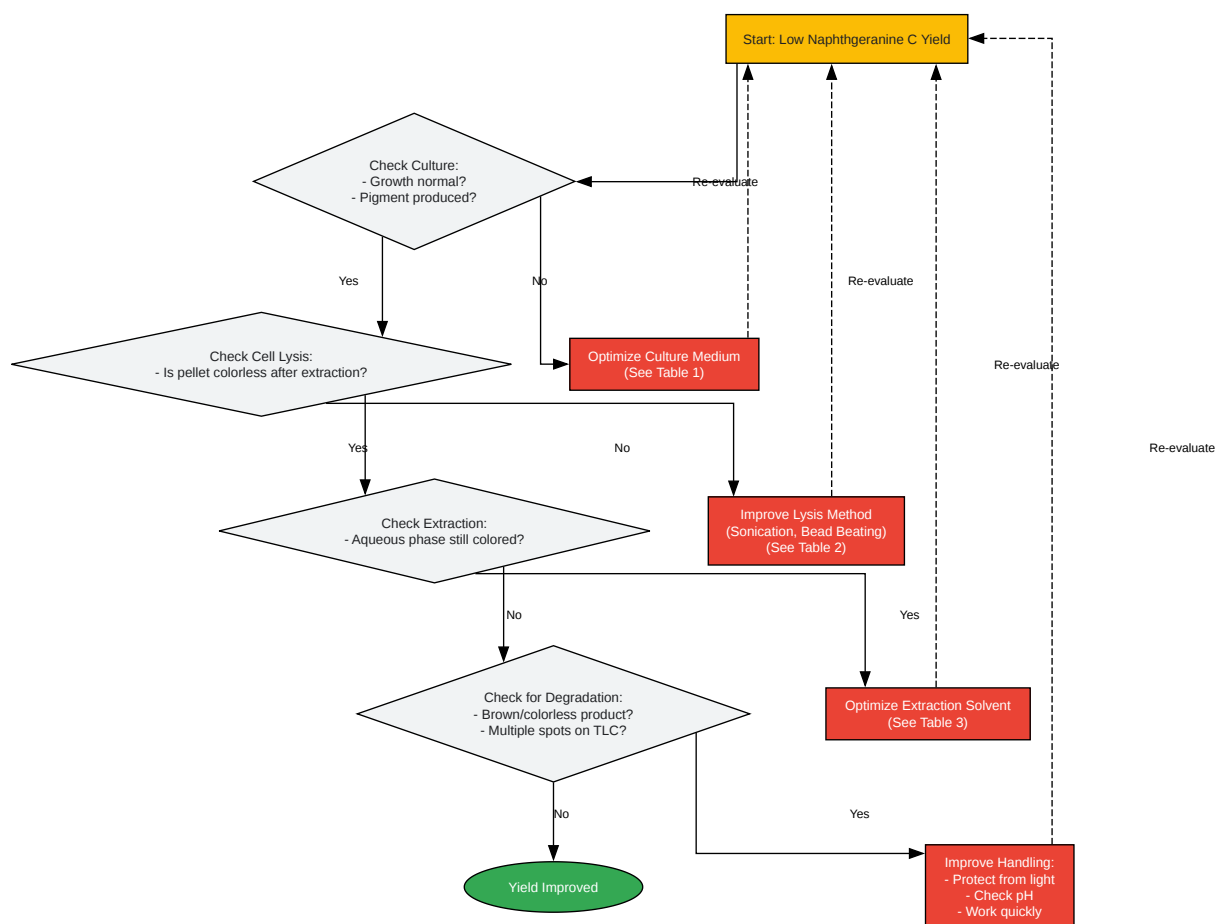 Start: Low Naphthgeranine C Yield
Check Culture:
- Growth normal?
- Pigment produced?
Re-evaluate
Yes
No
Re-evaluate
Check Cell Lysis:
- Is pellet colorless after extraction?
Optimize Culture Medium
(See Table 1)
Re-evaluate
Yes
No
Re-evaluate
Check Extraction:
- Aqueous phase still colored?
Improve Lysis Method
(Sonication, Bead Beating)
(See Table 2)
No
Yes
Check for Degradation:
- Brown/colorless product?
- Multiple spots on TLC?
Optimize Extraction Solvent
(See Table 3)
No
Yes
Yield Improved
Improve Handling:
- Protect from light
- Check pH
- Work quickly